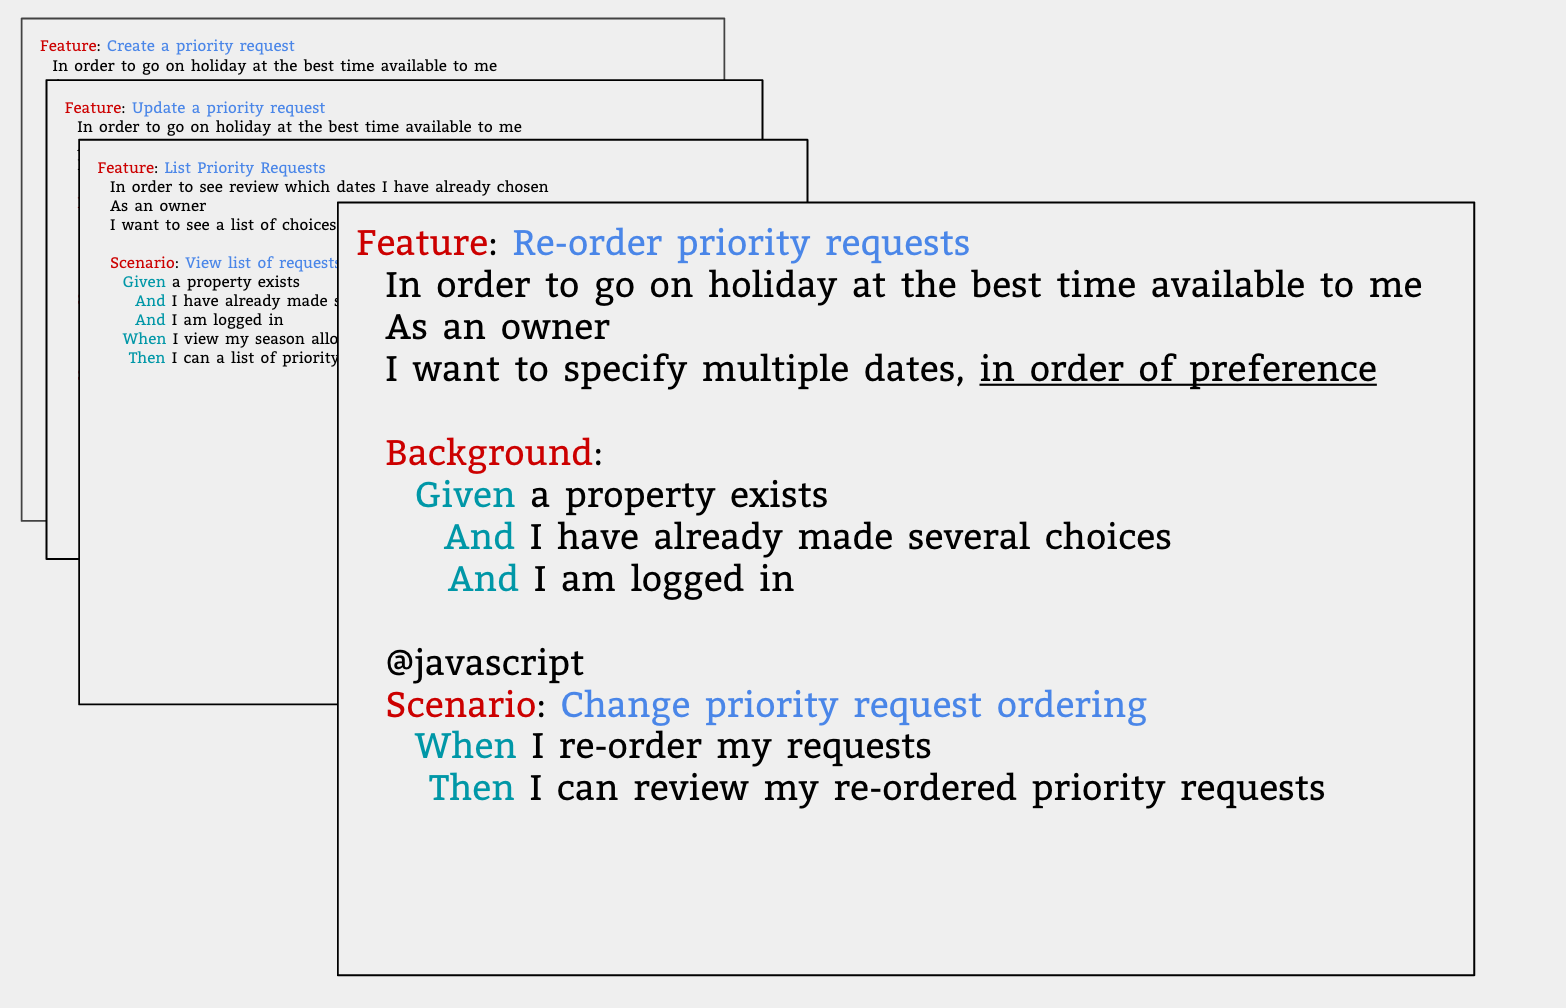 Feature: Create a priority request
In order to go on holiday at the best time available to me
Feature: Update a priority request
In order to go on holiday at the best time available to me
Feature: List Priority Requests
In order to see review which dates I have already chosen
As an owner
I want to see a list of choices
Scenario: View list of requests
Given a property exists
And I have already made
And I am logged in
When I view my season
Then I can a list of priority
Feature: Re-order priority requests
In order to go on holiday at the best time available to me
As an owner
I want to specify multiple dates, in order of preference
Background:
Given a property exists
And I have already made several choices
And I am logged in
@javascript
Scenario: Change priority request ordering
When I re-order my requests
Then I can review my re-ordered priority requests